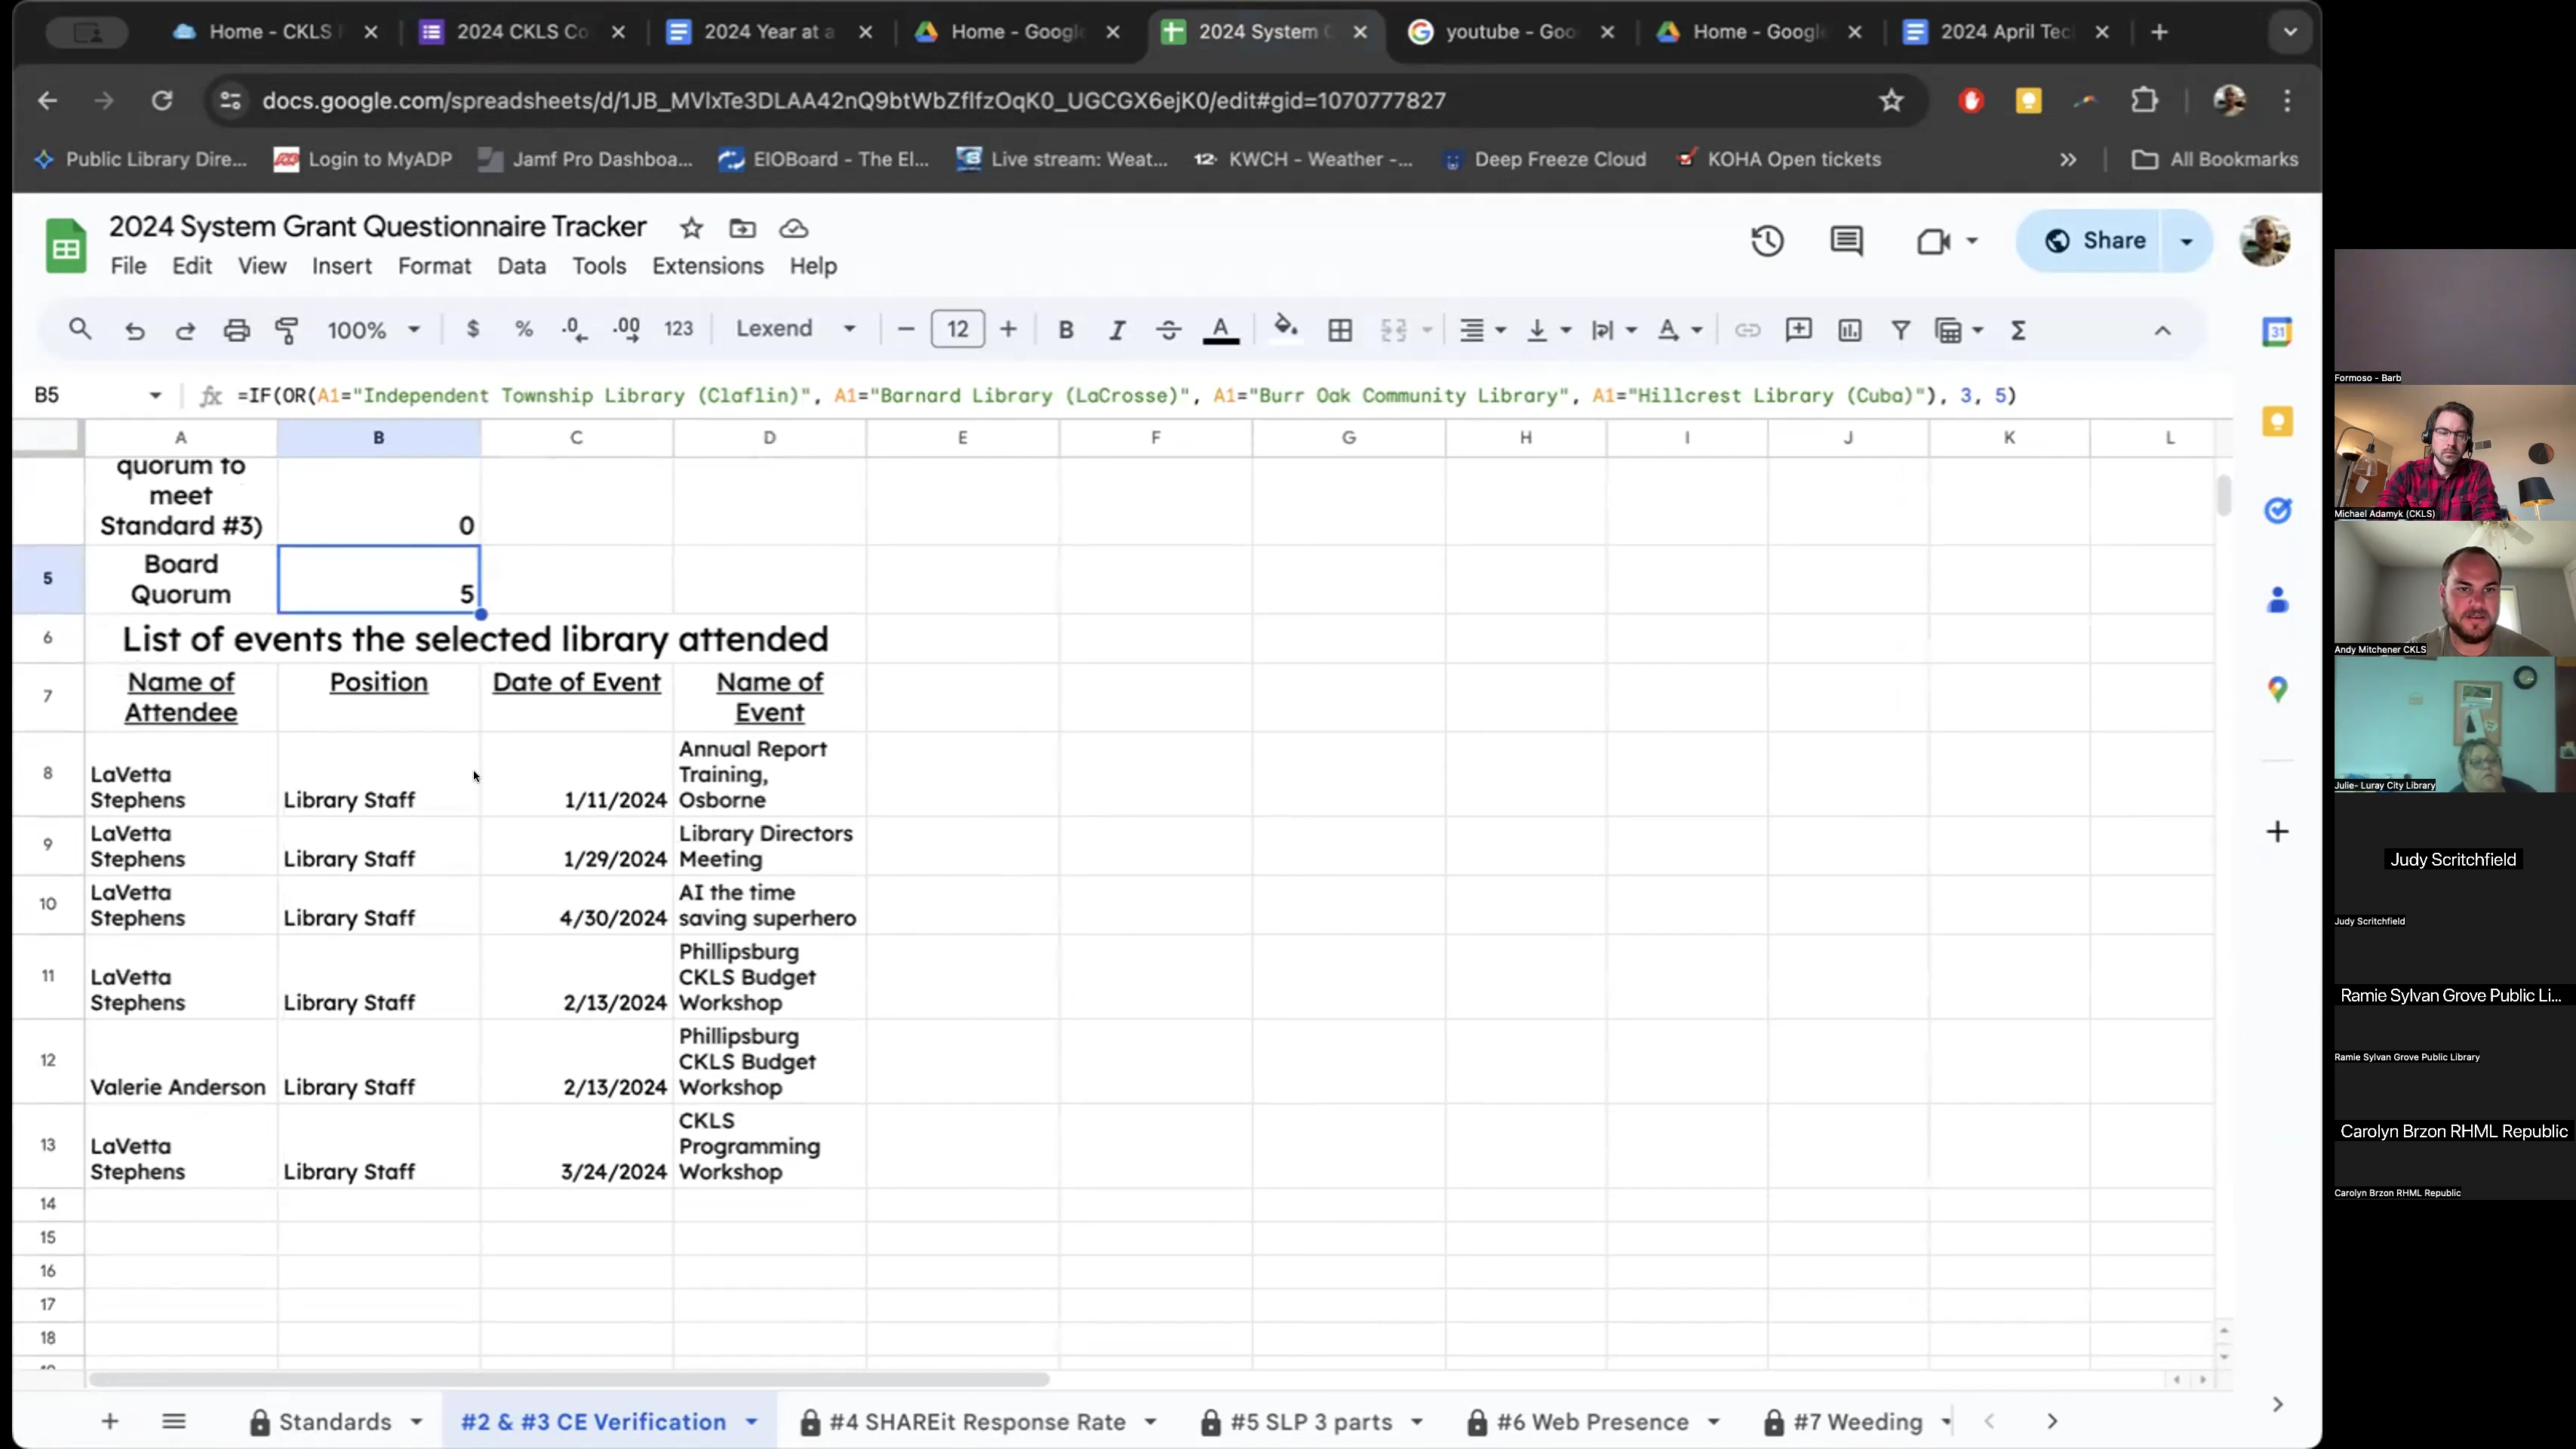 Home - CKLS
2024 CKLS Co
2024 Year at a
Home - Google
2024 System
youtube - Goo
Home - Google
2024 April Tec
docs.google.com/spreadsheets/d/1JB_MVlxTe3DLAA42nQ9btWbZflfzOqK0_UGCGX6ejK0/edit#gid=1070777827
Public Library Dire...
Login to MyADP
Jamf Pro Dashboa...
EIOBoard - The EI...
Live stream: Weat...
12
KWCH - Weather -...
Deep Freeze Cloud
KOHA Open tickets
All Bookmarks
2024 System Grant Questionnaire Tracker
File Edit View Insert Format Data Tools Extensions Help
Share
100% $ % .0 .00 123 Lexend 12 B I A
31
B5 fx =IF(OR(A1="Independent Township Library (Claflin)", A1="Barnard Library (LaCrosse)", A1="Burr Oak Community Library", A1="Hillcrest Library (Cuba)"), 3, 5)
A B C D E F G H I J K L
quorum to
meet
Standard #3) 0
5 Board
Quorum 5
6 List of events the selected library attended
7 Name of
Attendee
Position
Date of Event
Name of
Event
8 LaVetta
Stephens
Library Staff
1/11/2024
Annual Report
Training,
Osborne
9 LaVetta
Stephens
Library Staff
1/29/2024
Library Directors
Meeting
10 LaVetta
Stephens
Library Staff
4/30/2024
AI the time
saving superhero
11 LaVetta
Stephens
Library Staff
2/13/2024
Phillipsburg
CKLS Budget
Workshop
12 Valerie Anderson
Library Staff
2/13/2024
Phillipsburg
CKLS Budget
Workshop
13 LaVetta
Stephens
Library Staff
3/24/2024
CKLS
Programming
Workshop
14
15
16
17
18
Standards
#2 & #3 CE Verification
#4 SHAREit Response Rate
#5 SLP 3 parts
#6 Web Presence
#7 Weeding
Formoso - Barb
Michael Adamyk (CKLS)
Andy Mitchener CKLS
Julie- Luray City Library
Judy Scritchfield
Judy Scritchfield
Ramie Sylvan Grove Public Li...
Ramie Sylvan Grove Public Library
Carolyn Brzon RHML Republic
Carolyn Brzon RHML Republic